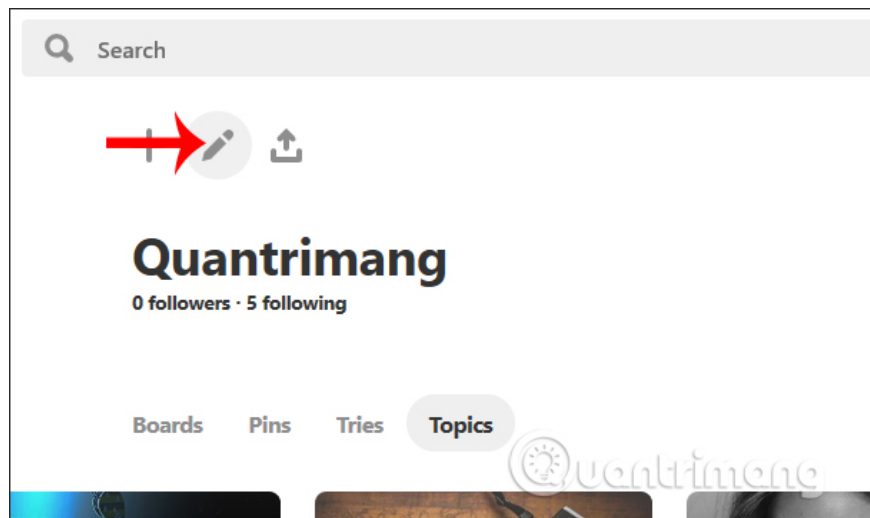 Search
Quantrimang
0 followers · 5 following
Boards Pins Tries Topics
Quantrimang